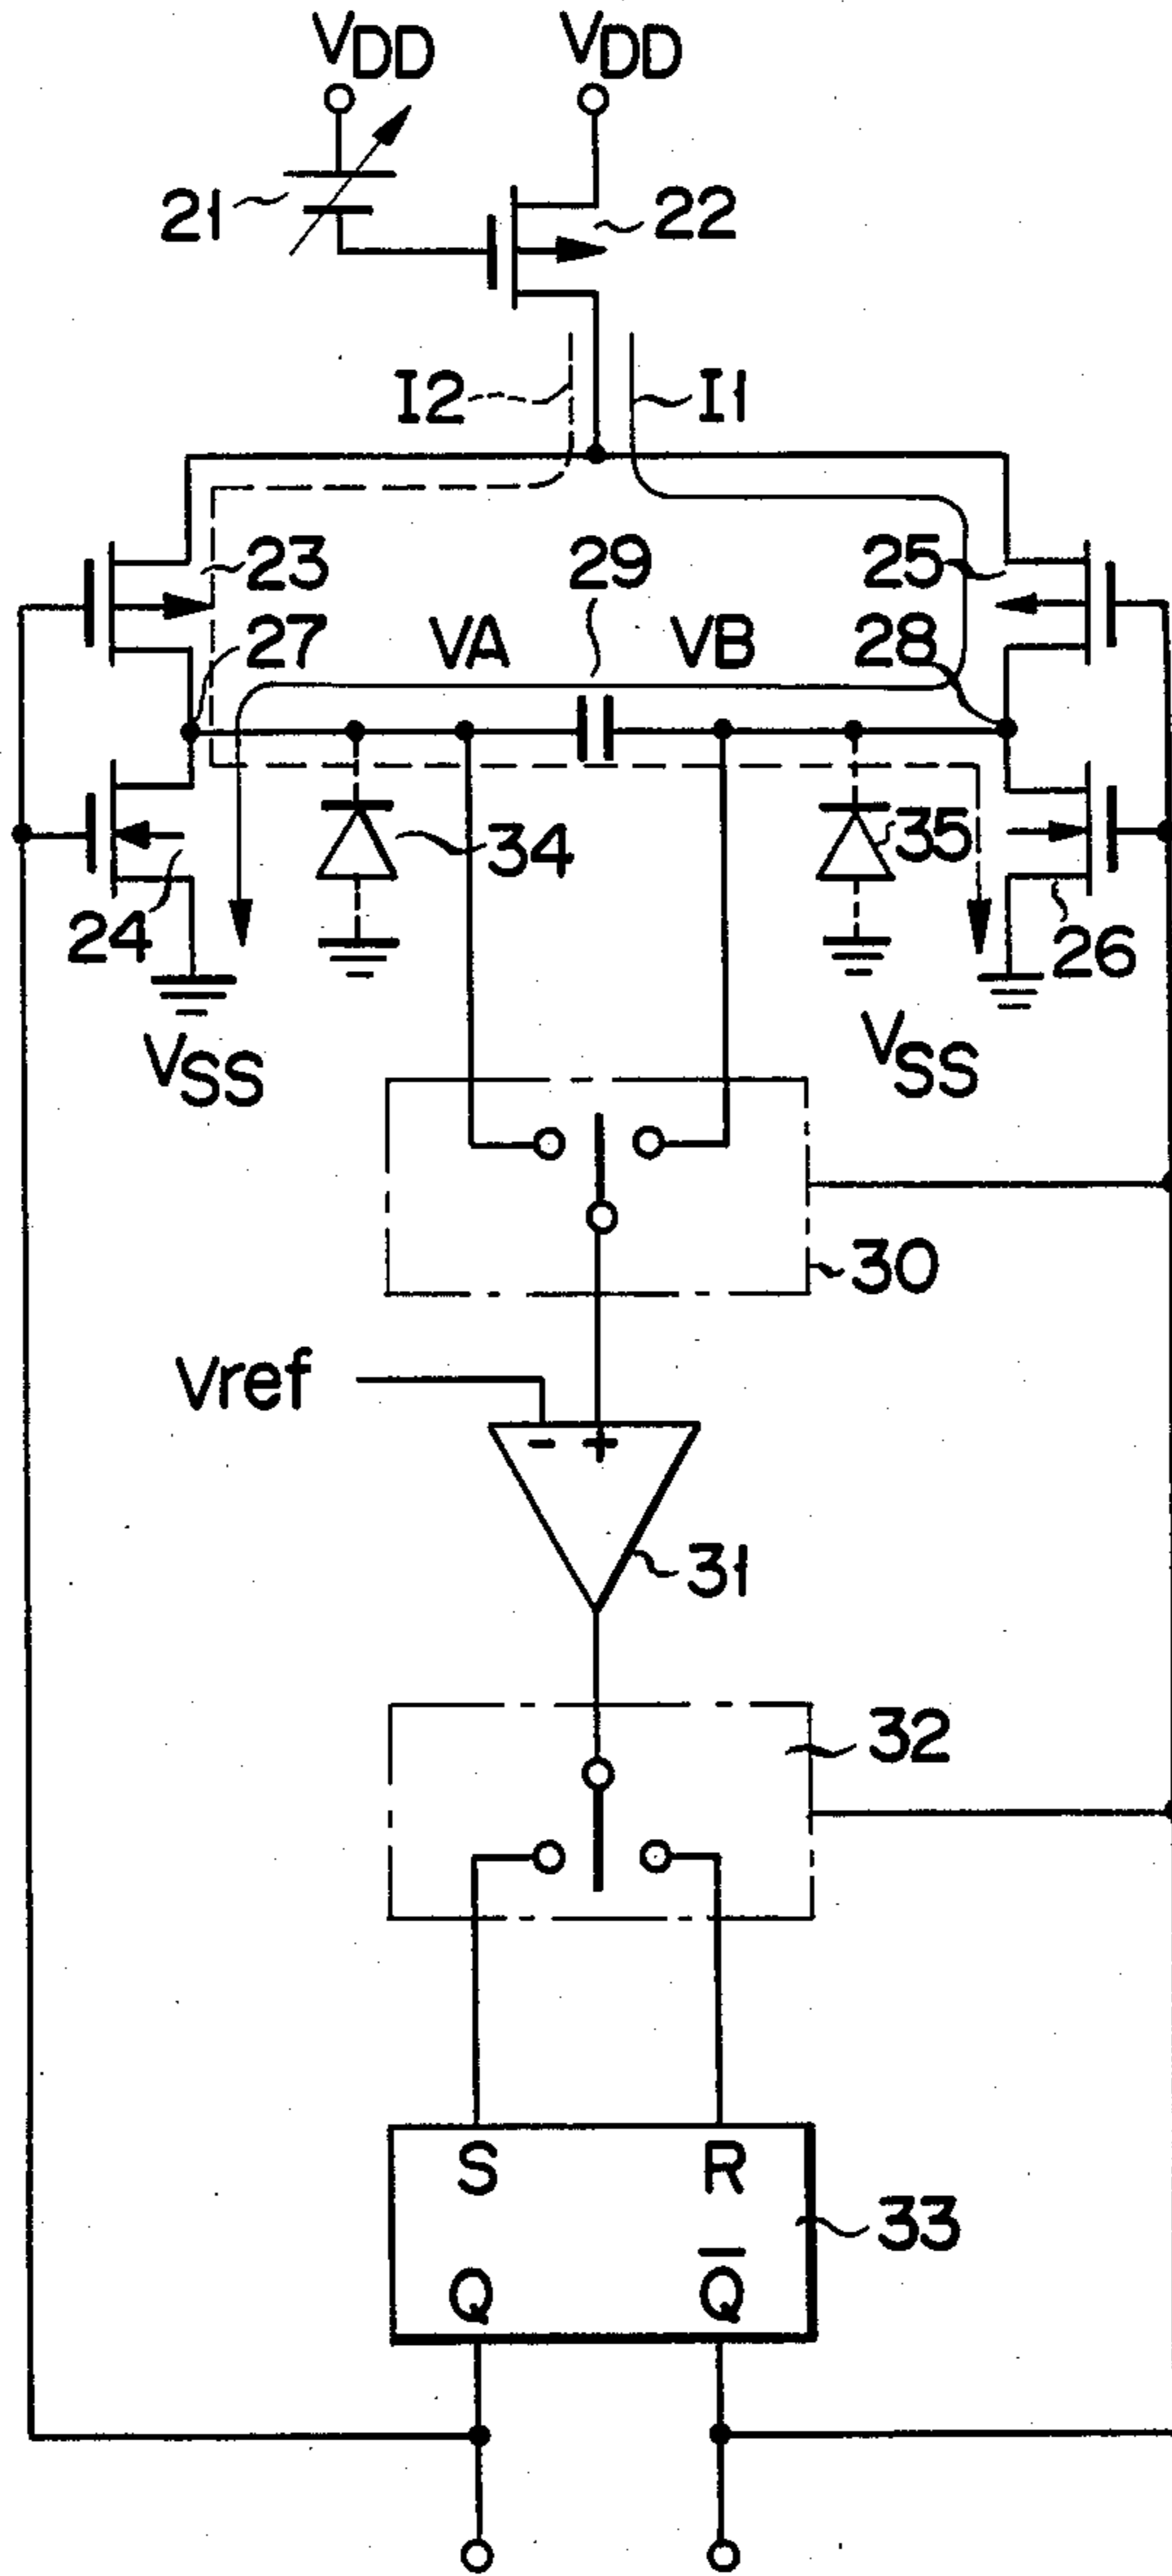 VDD VDD
21 22
I2 I1
23 29 25
27 VA VB 28
34 35
24 26
VSS VSS
30
Vref
- +
31
32
S R
33
Q Q̅